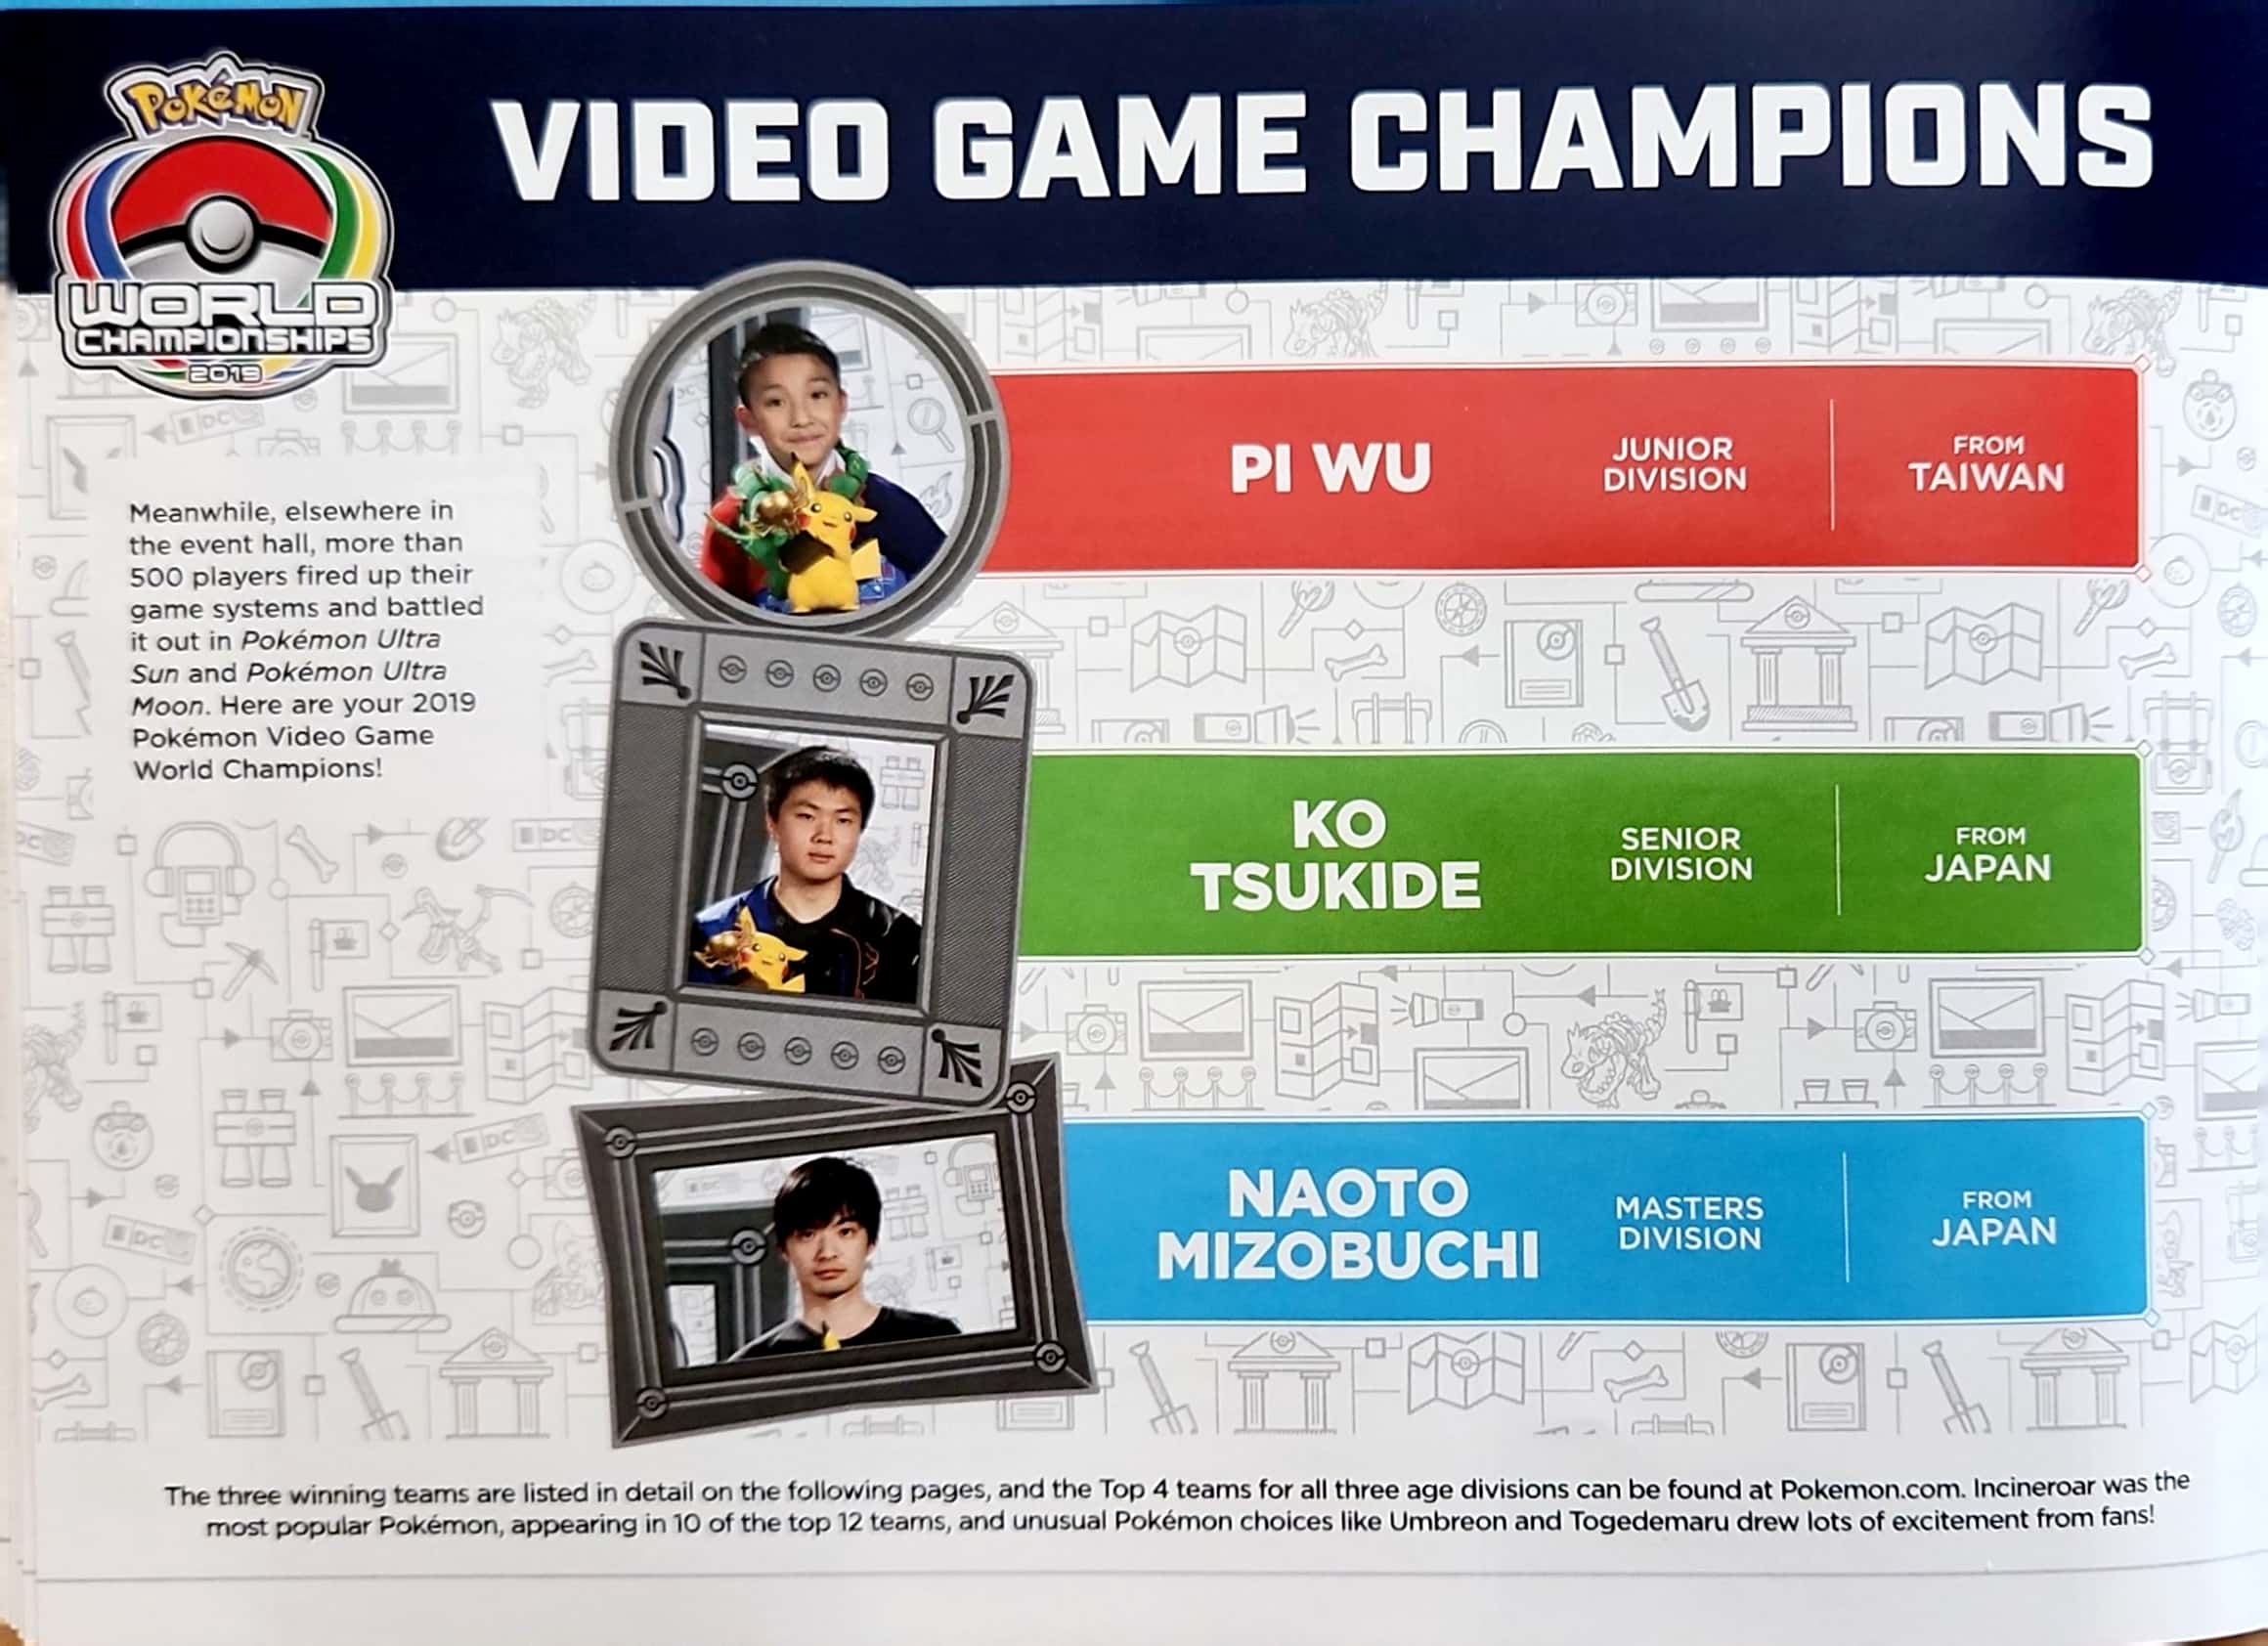 Pokémon
WORLD
CHAMPIONSHIPS
2019
VIDEO GAME CHAMPIONS
Meanwhile, elsewhere in
the event hall, more than
500 players fired up their
game systems and battled
it out in Pokémon Ultra
Sun and Pokémon Ultra
Moon. Here are your 2019
Pokémon Video Game
World Champions!
PI WU
JUNIOR
DIVISION
FROM
TAIWAN
KO
TSUKIDE
SENIOR
DIVISION
FROM
JAPAN
NAOTO
MIZOBUCHI
MASTERS
DIVISION
FROM
JAPAN
The three winning teams are listed in detail on the following pages, and the Top 4 teams for all three age divisions can be found at Pokemon.com. Incineroar was the
most popular Pokémon, appearing in 10 of the top 12 teams, and unusual Pokémon choices like Umbreon and Togedemaru drew lots of excitement from fans!